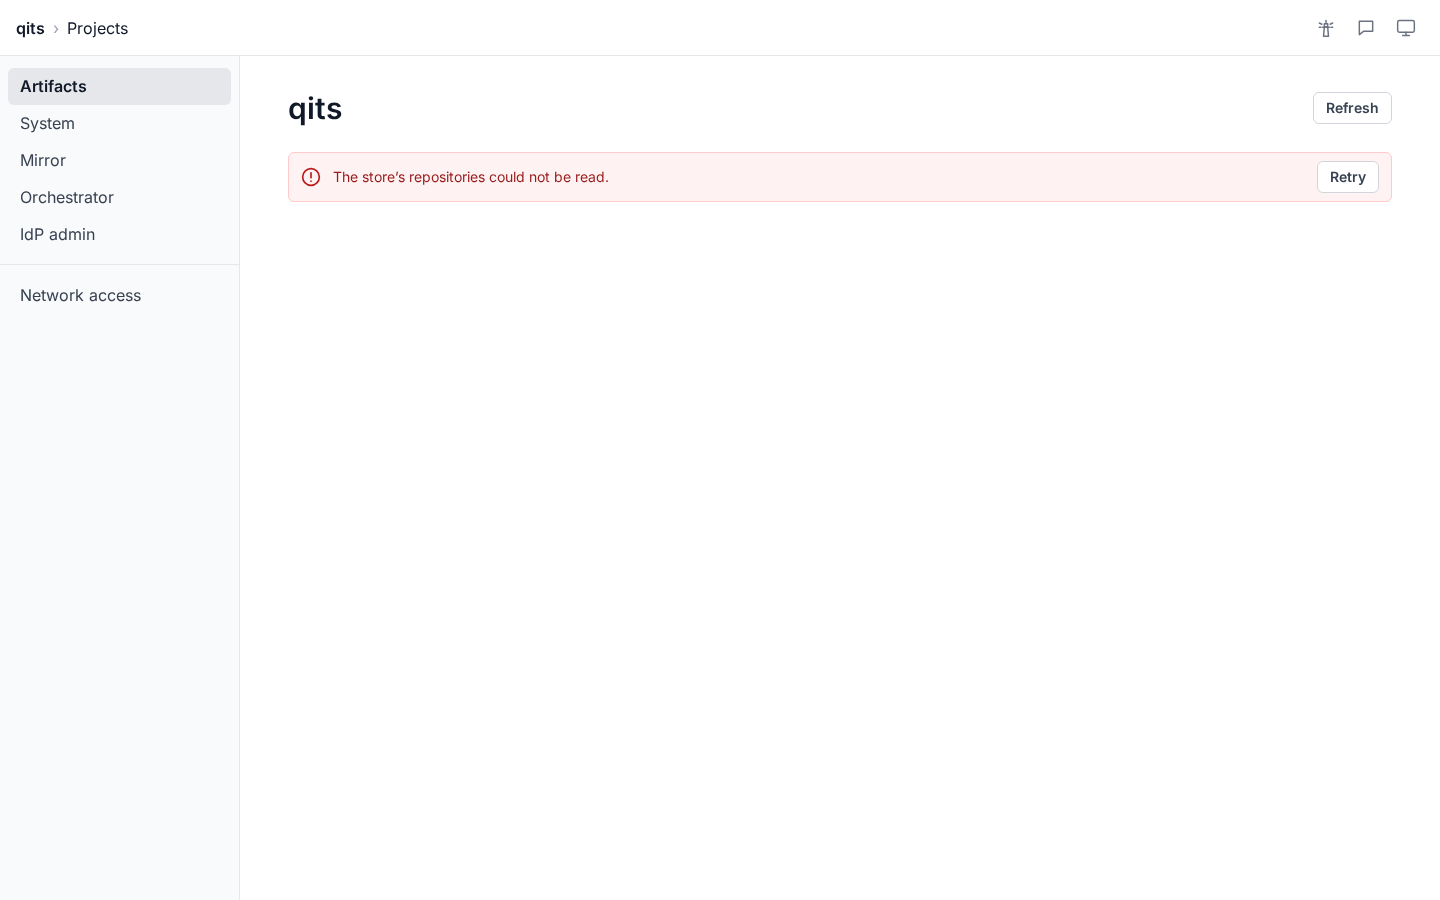 qits › Projects
Artifacts
System
Mirror
Orchestrator
IdP admin
Network access
qits
Refresh
The store’s repositories could not be read.
Retry